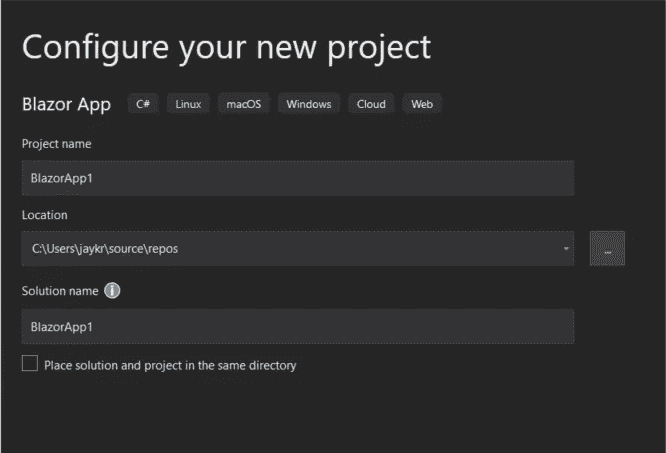 Configure your new project
Blazor App C# Linux macOS Windows Cloud Web
Project name
BlazorApp1
Location
C:\Users\jaykr\source\repos
...
Solution name
BlazorApp1
Place solution and project in the same directory